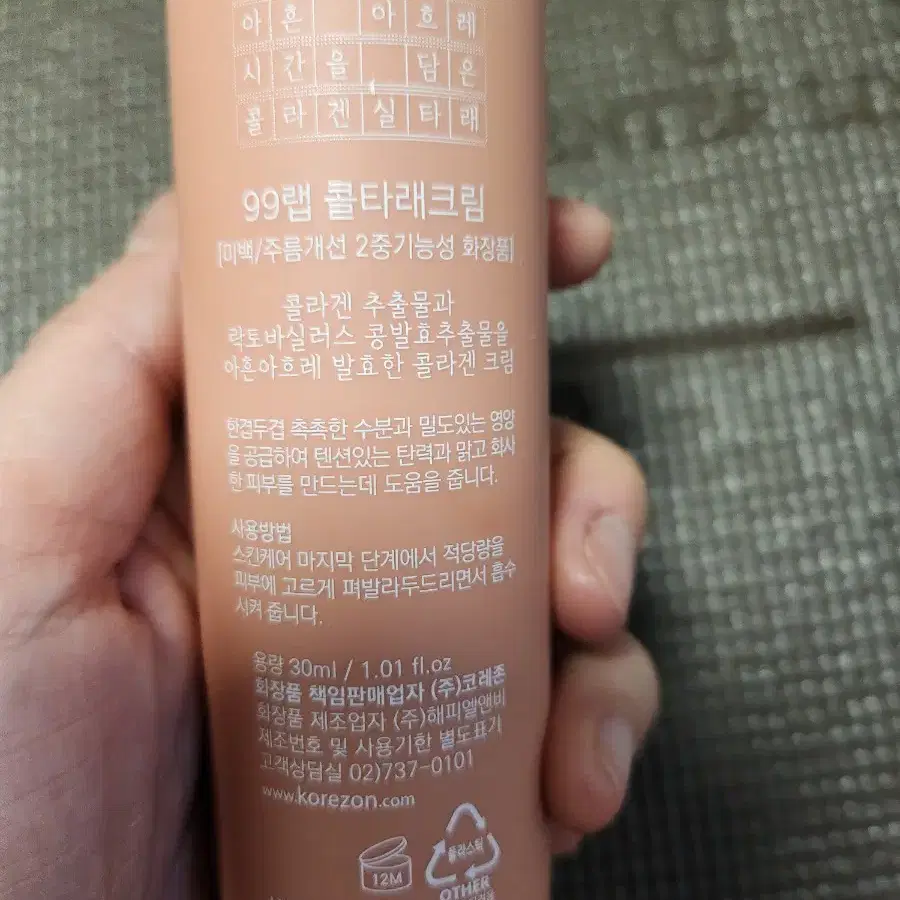 아흔 아흐레
시간을 담은
콜라겐실타래
99랩 콜타래크림
[미백/주름개선 2중기능성 화장품]
콜라겐 추출물과
락토바실러스 콩발효추출물을
아흔아흐레 발효한 콜라겐 크림
한겹두겹 촉촉한 수분과 밀도있는 영양
을 공급하여 텐션있는 탄력과 맑고 화사
한 피부를 만드는데 도움을 줍니다.
사용방법
스킨케어 마지막 단계에서 적당량을
피부에 고르게 펴발라두드리면서 흡수
시켜 줍니다.
용량 30ml / 1.01 fl.oz
화장품 책임판매업자 (주)코레존
화장품 제조업자 (주)해피엘앤비
제조번호 및 사용기한 별도표기
고객상담실 02)737-0101
www.korezon.com
12M
플라스틱
OTHER